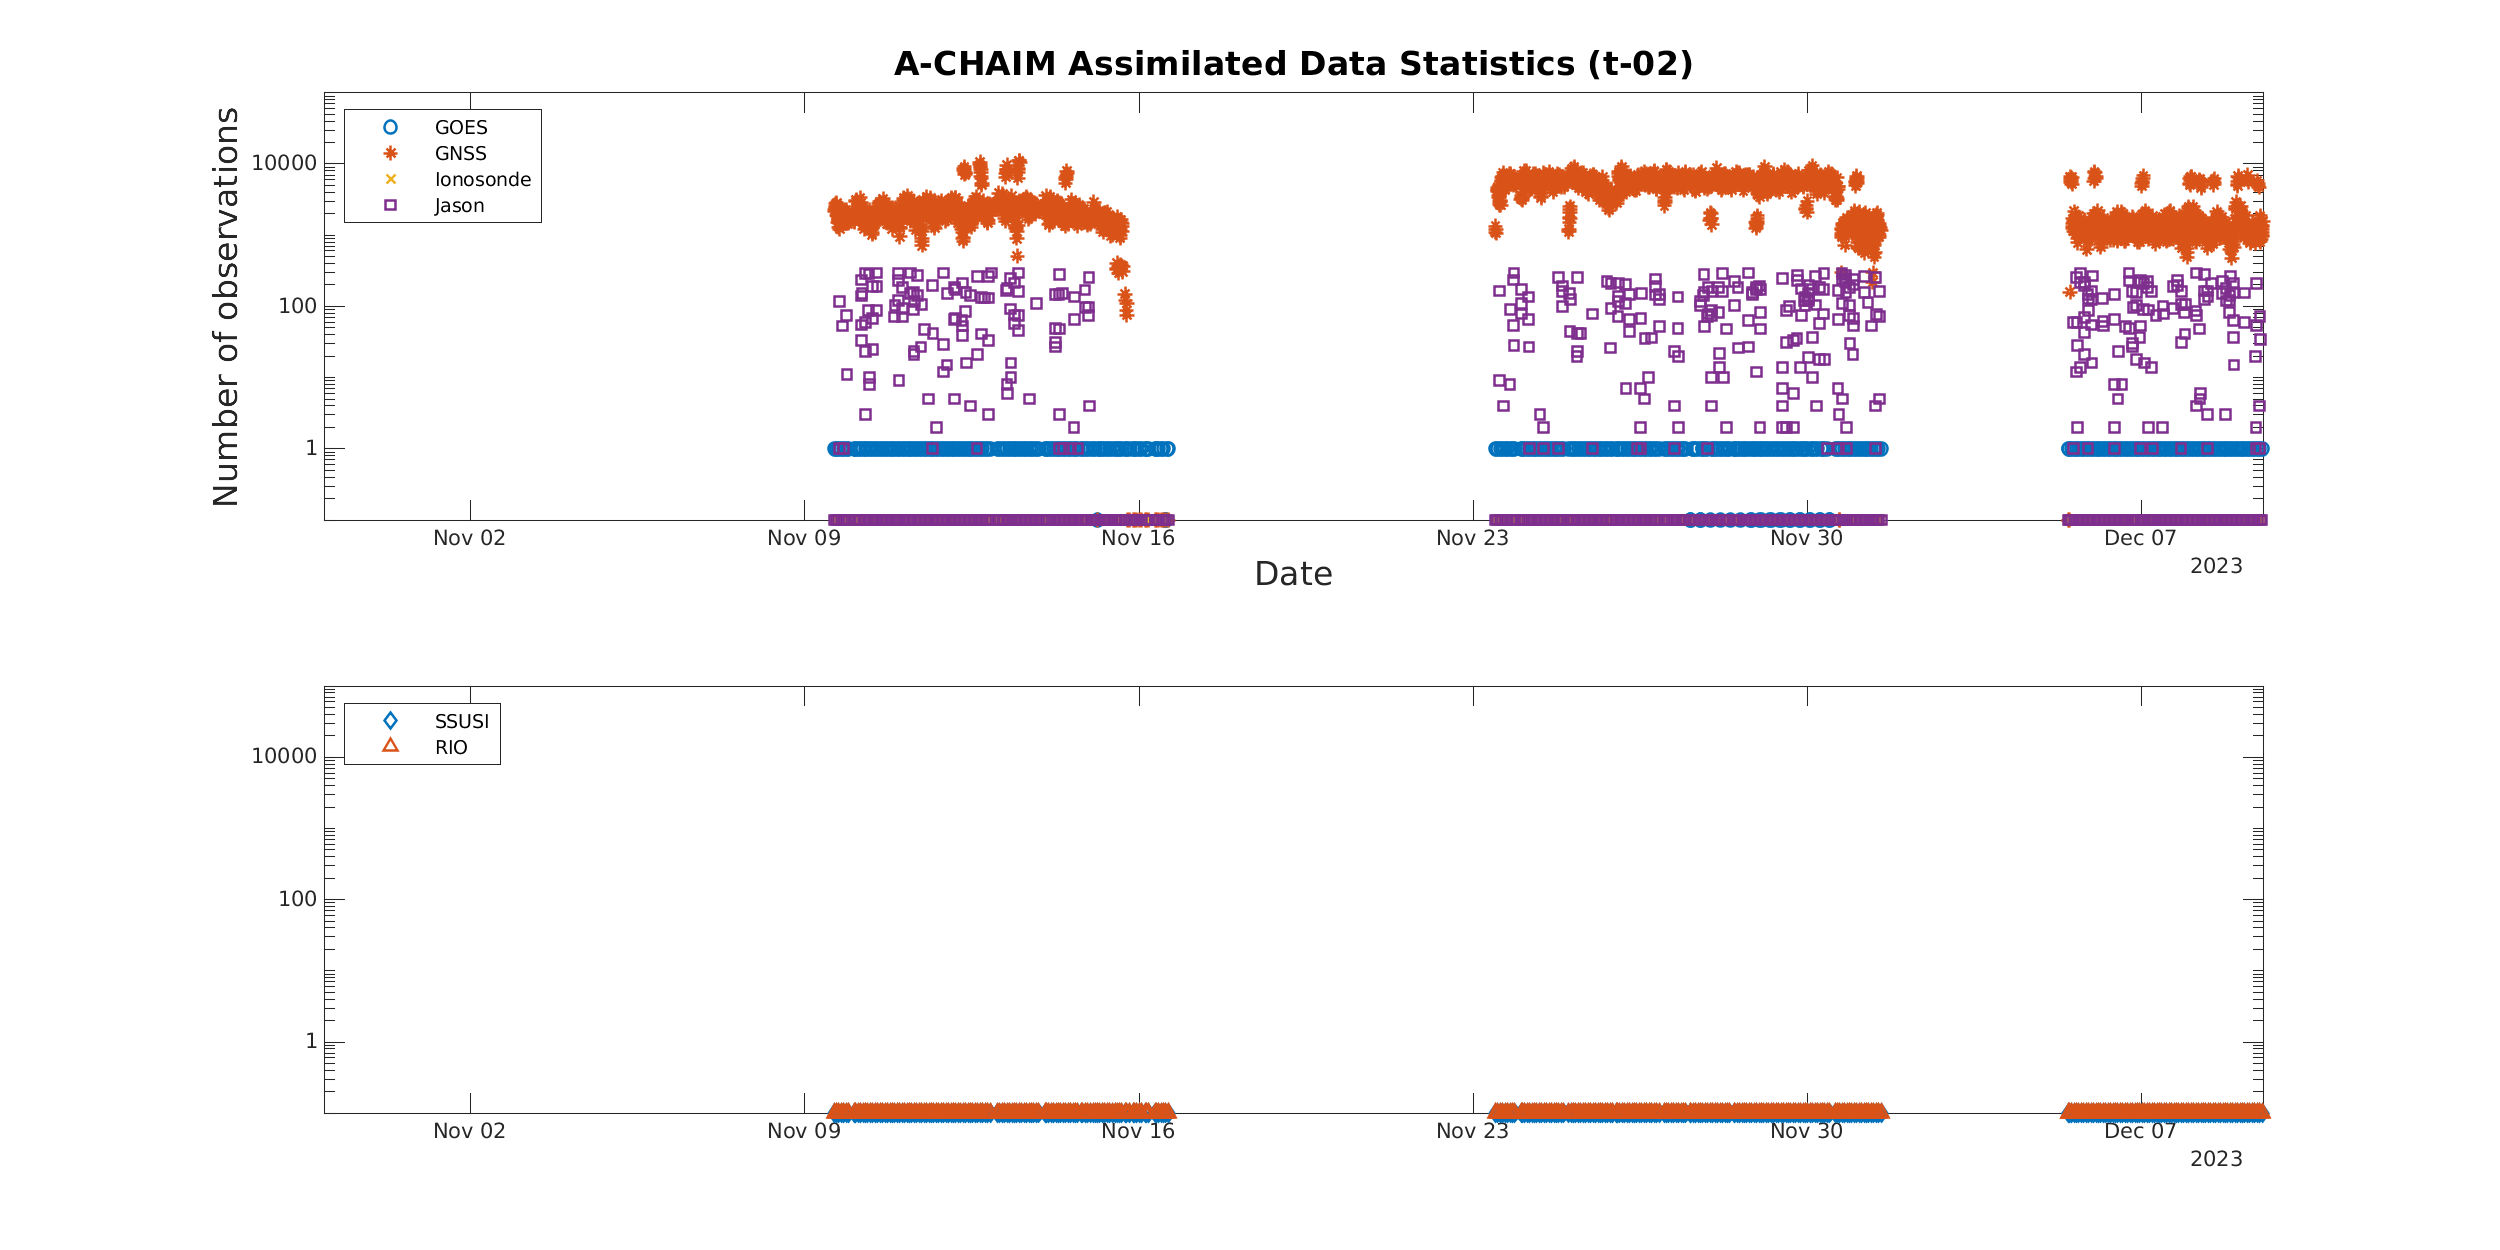 A-CHAIM Assimilated Data Statistics (t-02)
Number of observations
10000
100
1
GOES
GNSS
Ionosonde
Jason
Nov 02 Nov 09 Nov 16 Nov 23 Nov 30 Dec 07
2023
Date
10000
100
1
SSUSI
RIO
Nov 02 Nov 09 Nov 16 Nov 23 Nov 30 Dec 07
2023